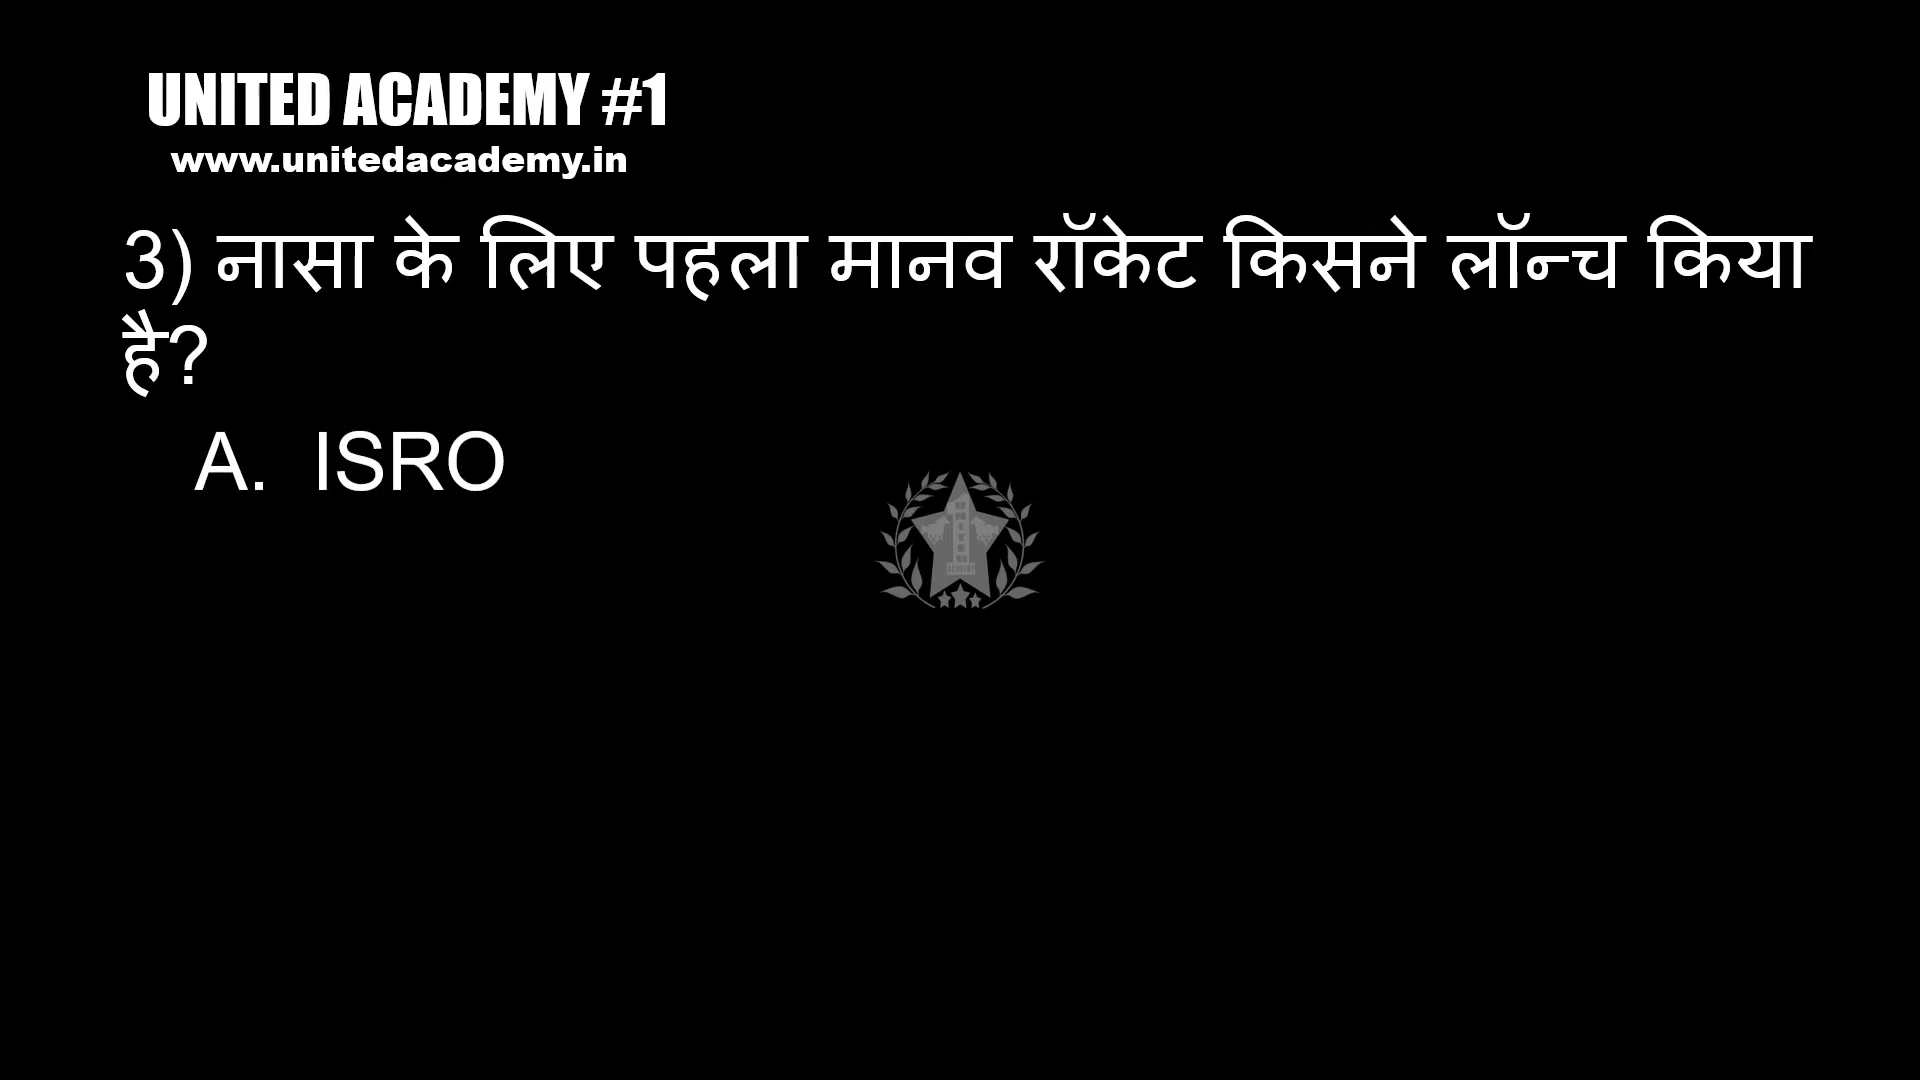 UNITED ACADEMY #1
www.unitedacademy.in
3) नासा के लिए पहला मानव रॉकेट किसने लॉन्च किया
है?
A. ISRO